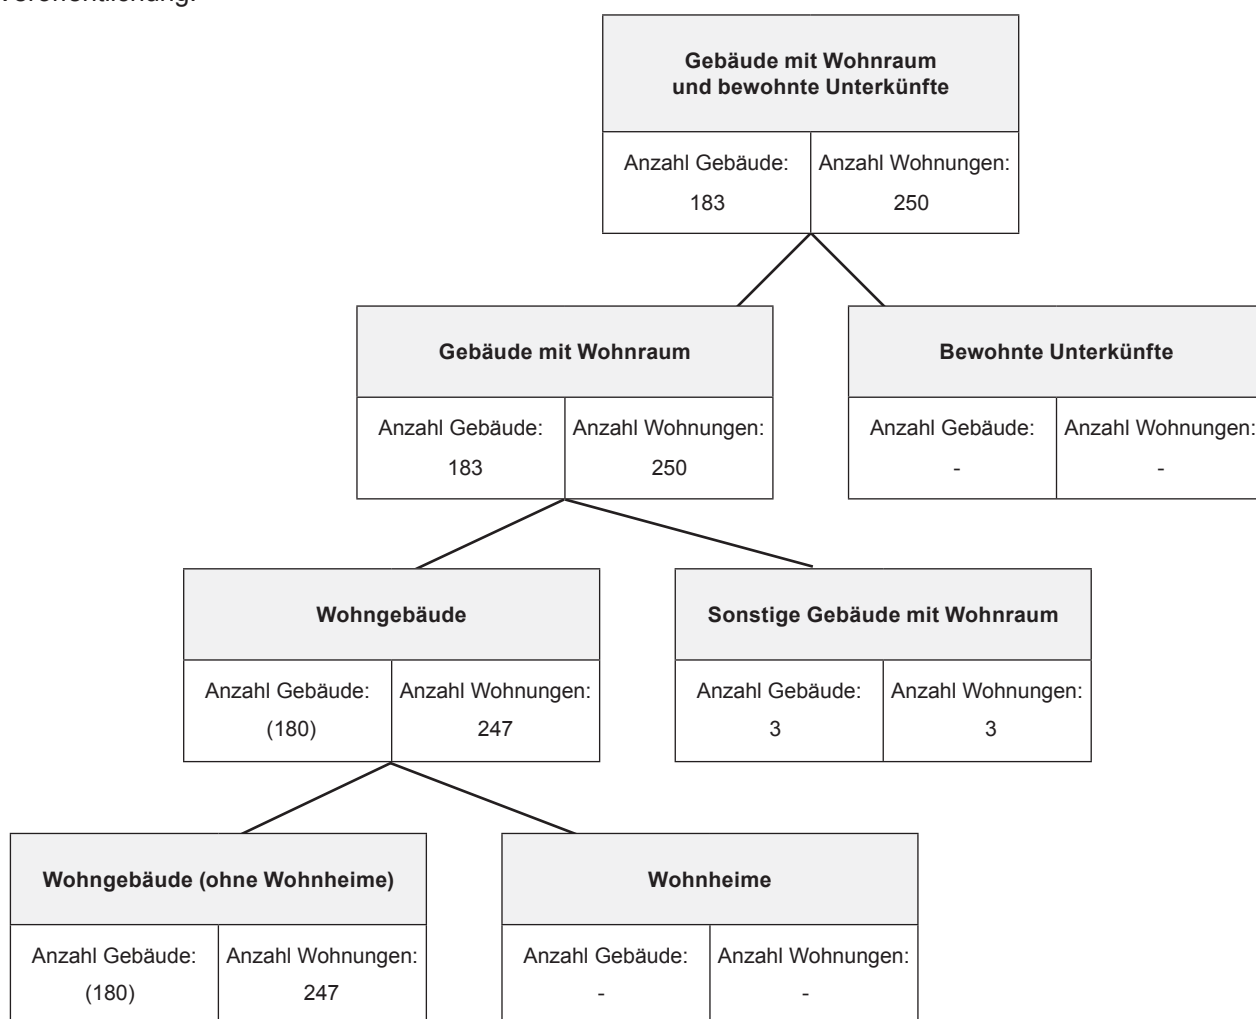 Veröffentlichung.
Gebäude mit Wohnraum
und bewohnte Unterkünfte
Anzahl Gebäude: Anzahl Wohnungen:
183 250
Gebäude mit Wohnraum
Anzahl Gebäude: Anzahl Wohnungen:
183 250
Bewohnte Unterkünfte
Anzahl Gebäude: Anzahl Wohnungen:
- -
Wohngebäude
Anzahl Gebäude: Anzahl Wohnungen:
(180) 247
Sonstige Gebäude mit Wohnraum
Anzahl Gebäude: Anzahl Wohnungen:
3 3
Wohngebäude (ohne Wohnheime)
Anzahl Gebäude: Anzahl Wohnungen:
(180) 247
Wohnheime
Anzahl Gebäude: Anzahl Wohnungen:
- -